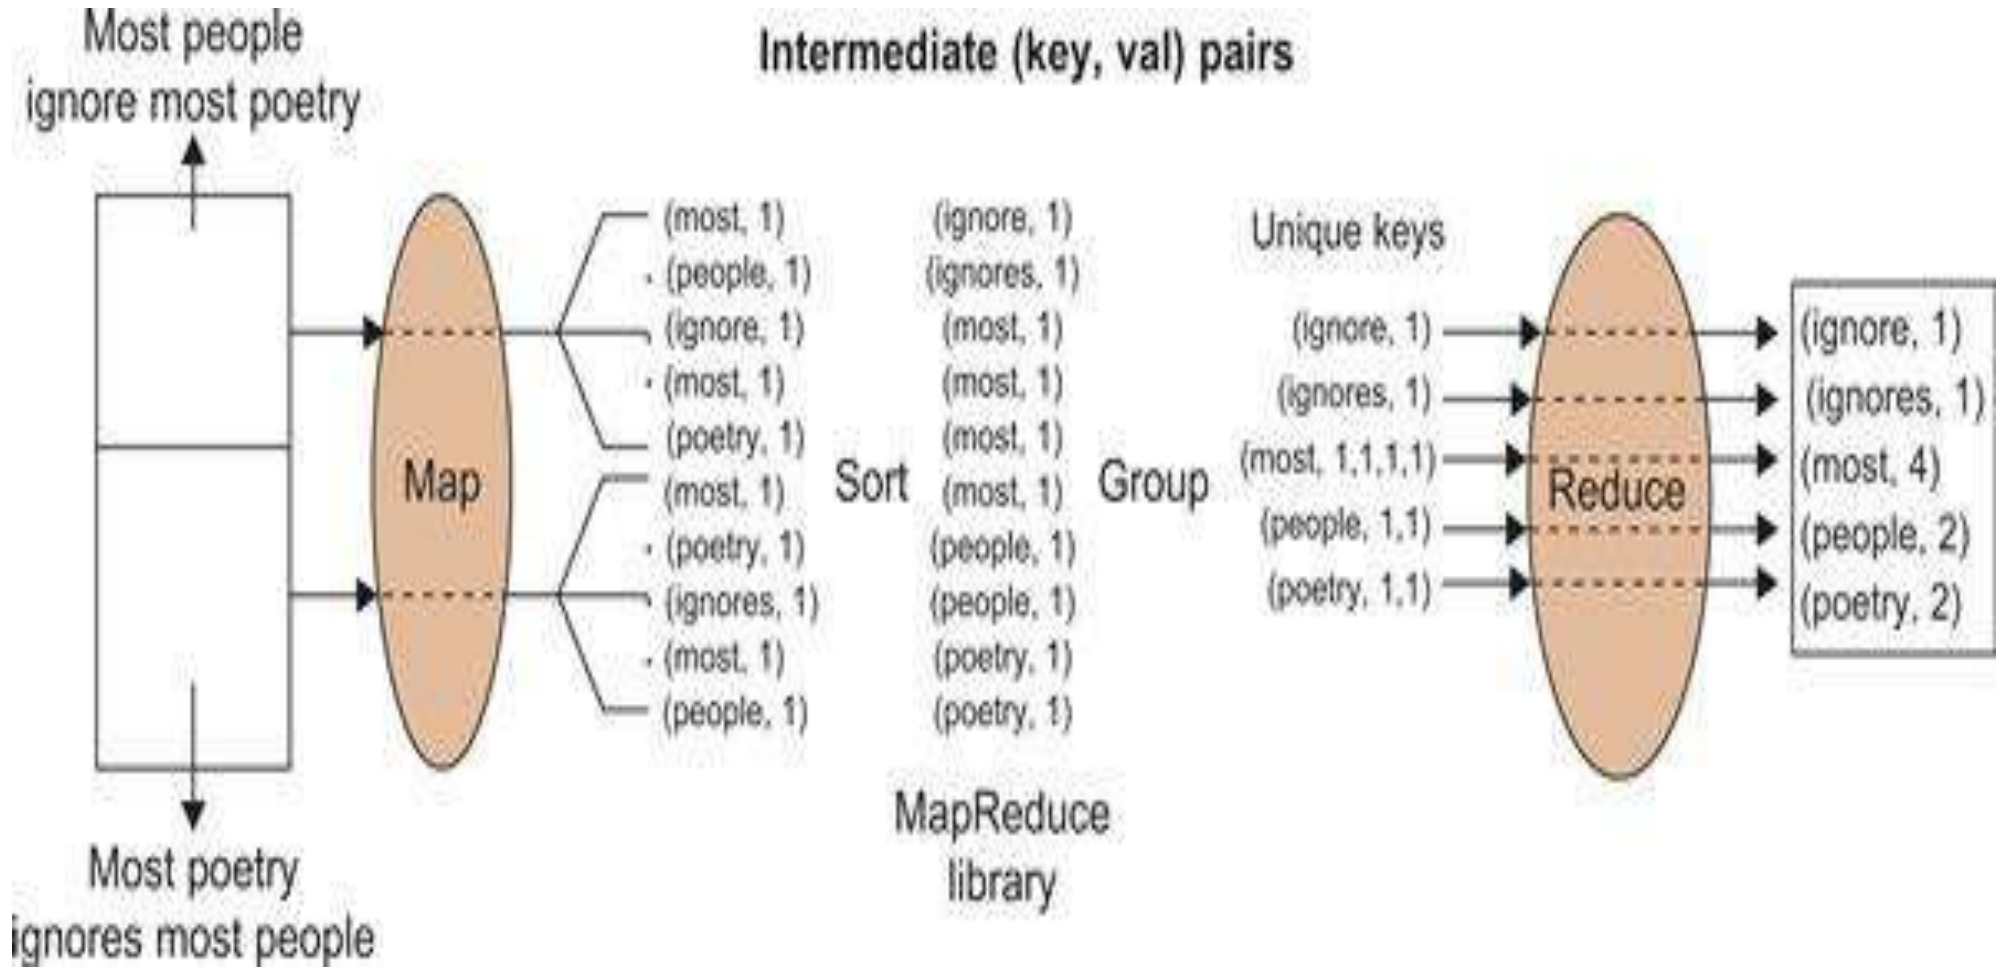 Most people
ignore most poetry
Intermediate (key, val) pairs
(most, 1)
(people, 1)
(ignore, 1)
(most, 1)
(poetry, 1)
(most, 1)
(poetry, 1)
(ignores, 1)
(most, 1)
(people, 1)
Map
Sort
(ignore, 1)
(ignores, 1)
(most, 1)
(most, 1)
(most, 1)
(most, 1)
(people, 1)
(people, 1)
(poetry, 1)
(poetry, 1)
Group
Unique keys
(ignore, 1)
(ignores, 1)
(most, 1,1,1,1)
(people, 1,1)
(poetry, 1,1)
Reduce
(ignore, 1)
(ignores, 1)
(most, 4)
(people, 2)
(poetry, 2)
MapReduce
library
Most poetry
ignores most people